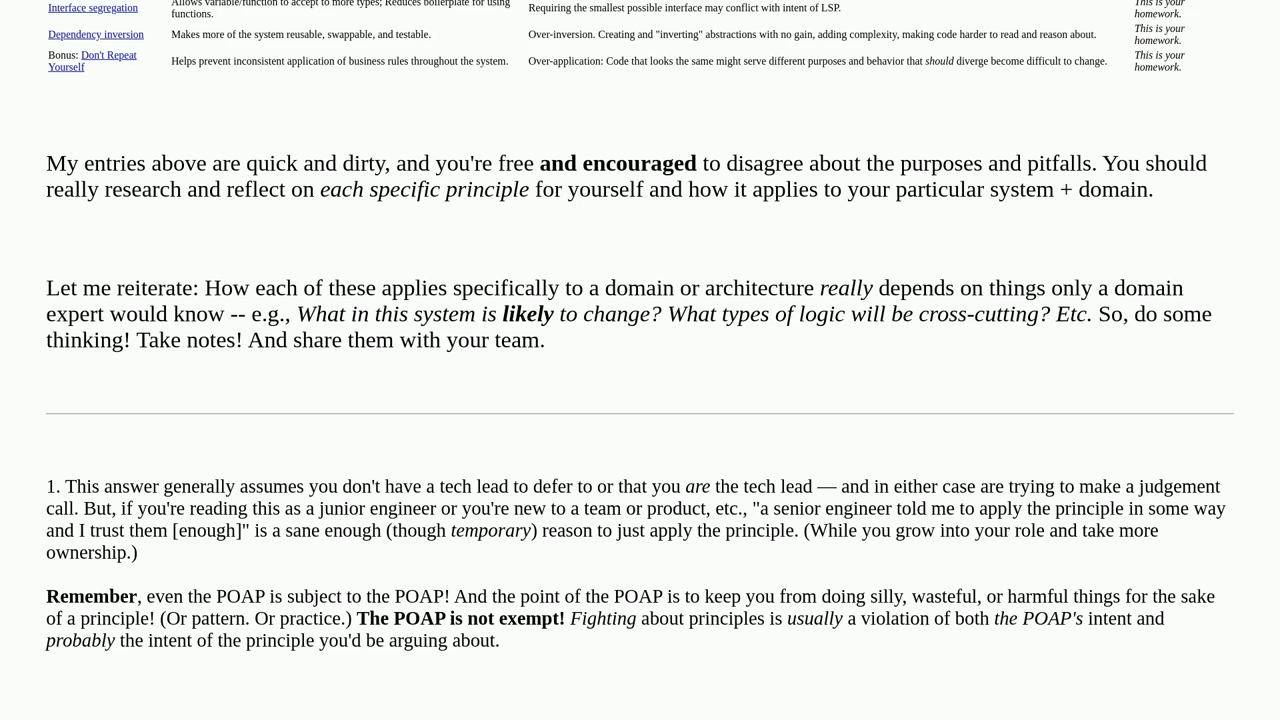 Allows variable/function to accept to more types; Reduces boilerplate for using
This is your
Interface segregation
functions.
Requiring the smallest possible interface may conflict with intent of LSP.
homework.
Dependency inversion
Makes more of the system reusable, swappable, and testable.
Over-inversion. Creating and "inverting" abstractions with no gain, adding complexity, making code harder to read and reason about.
This is your
homework.
Bonus: Don't Repeat
Yourself
Helps prevent inconsistent application of business rules throughout the system.
Over-application: Code that looks the same might serve different purposes and behavior that should diverge become difficult to change.
This is your
homework.
My entries above are quick and dirty, and you're free and encouraged to disagree about the purposes and pitfalls. You should
really research and reflect on each specific principle for yourself and how it applies to your particular system + domain.
Let me reiterate: How each of these applies specifically to a domain or architecture really depends on things only a domain
expert would know -- e.g., What in this system is likely to change? What types of logic will be cross-cutting? Etc. So, do some
thinking! Take notes! And share them with your team.
1. This answer generally assumes you don't have a tech lead to defer to or that you are the tech lead — and in either case are trying to make a judgement
call. But, if you're reading this as a junior engineer or you're new to a team or product, etc., "a senior engineer told me to apply the principle in some way
and I trust them [enough]" is a sane enough (though temporary) reason to just apply the principle. (While you grow into your role and take more
ownership.)
Remember, even the POAP is subject to the POAP! And the point of the POAP is to keep you from doing silly, wasteful, or harmful things for the sake
of a principle! (Or pattern. Or practice.) The POAP is not exempt! Fighting about principles is usually a violation of both the POAP's intent and
probably the intent of the principle you'd be arguing about.